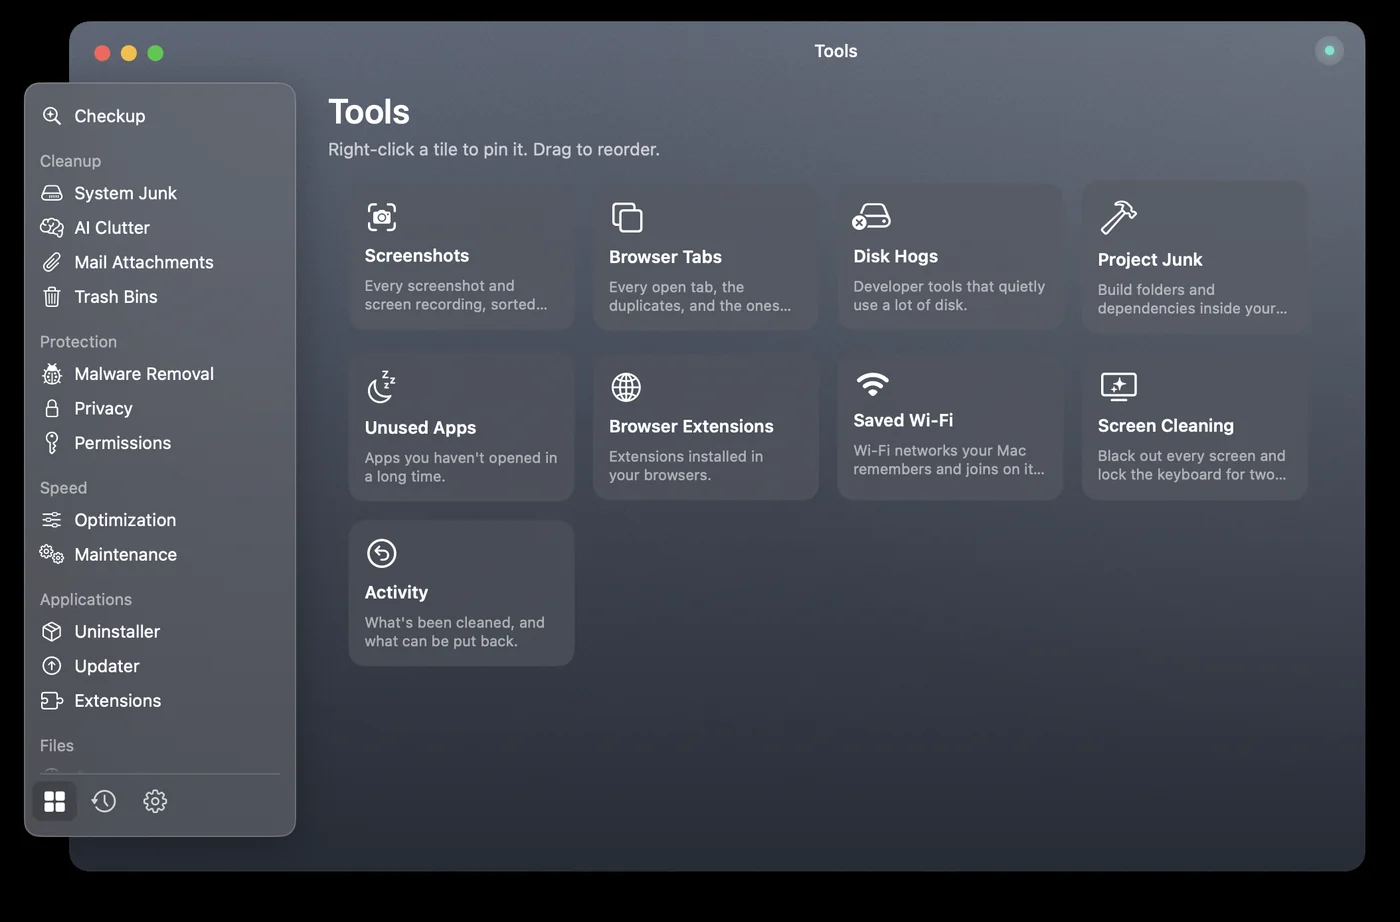 Tools
Checkup
Cleanup
System Junk
AI Clutter
Mail Attachments
Trash Bins
Protection
Malware Removal
Privacy
Permissions
Speed
Optimization
Maintenance
Applications
Uninstaller
Updater
Extensions
Files
Tools
Right-click a tile to pin it. Drag to reorder.
Screenshots
Every screenshot and
screen recording, sorted...
Browser Tabs
Every open tab, the
duplicates, and the ones...
Disk Hogs
Developer tools that quietly
use a lot of disk.
Project Junk
Build folders and
dependencies inside your...
Unused Apps
Apps you haven't opened in
a long time.
Browser Extensions
Extensions installed in
your browsers.
Saved Wi-Fi
Wi-Fi networks your Mac
remembers and joins on it...
Screen Cleaning
Black out every screen and
lock the keyboard for two...
Activity
What's been cleaned, and
what can be put back.